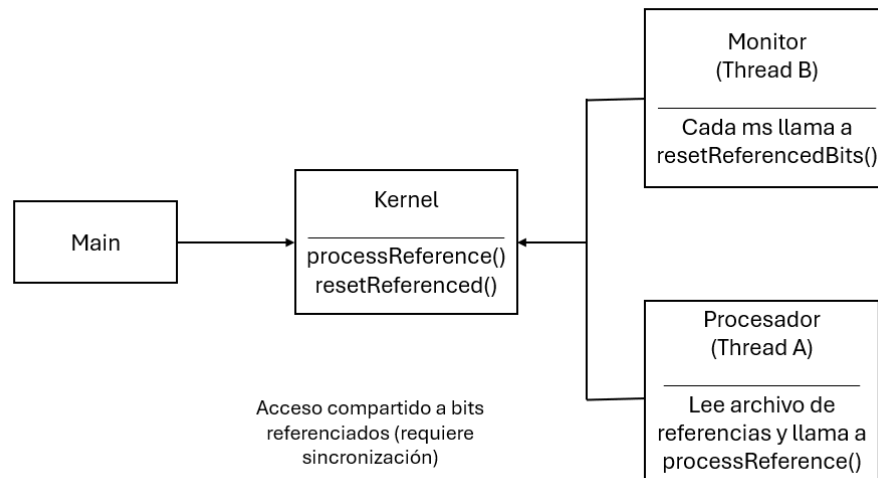 Main
Kernel
processReference()
resetReferenced()
Monitor
(Thread B)
Cada ms llama a
resetReferencedBits()
Procesador
(Thread A)
Lee archivo de
referencias y llama a
processReference()
Acceso compartido a bits
referenciados (requiere
sincronización)